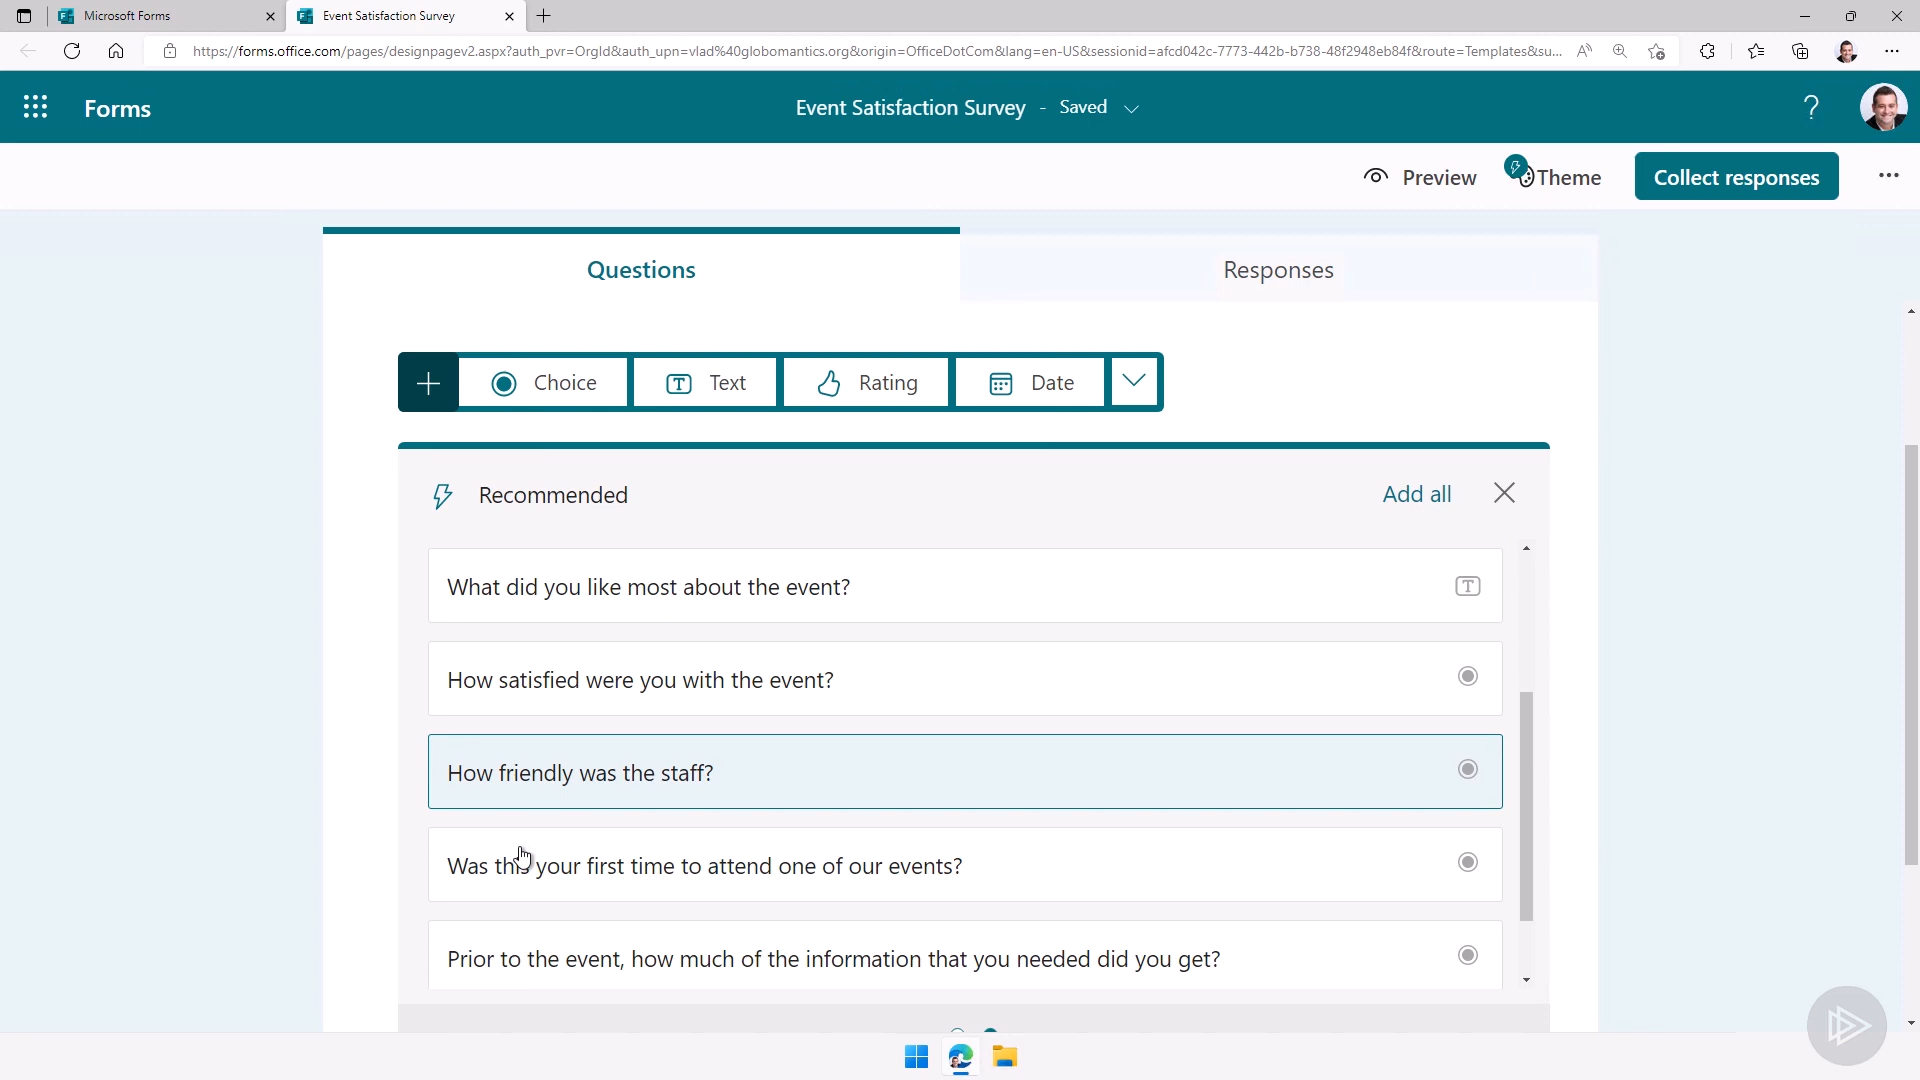 Microsoft Forms
Event Satisfaction Survey
https://forms.office.com/pages/designpagev2.aspx?auth_pvr=OrgId&auth_upn=vlad%40globomantics.org&origin=OfficeDotCom&lang=en-US&sessionid=afcd042c-7773-442b-b738-48f2948eb84f&route=Templates&su...
Forms
Event Satisfaction Survey - Saved
Preview
Theme
Collect responses
Questions
Responses
Choice
Text
Rating
Date
Recommended
Add all
What did you like most about the event?
How satisfied were you with the event?
How friendly was the staff?
Was this your first time to attend one of our events?
Prior to the event, how much of the information that you needed did you get?